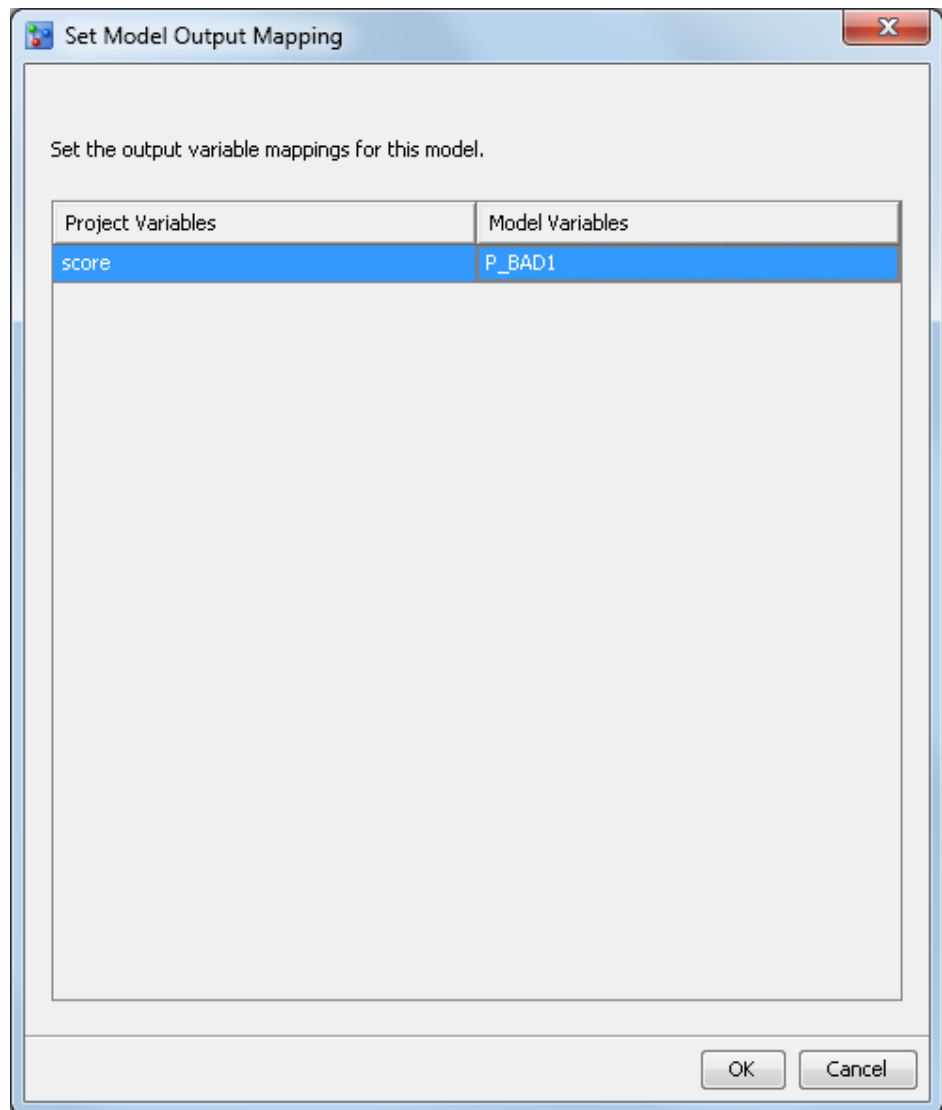 Set Model Output Mapping
Set the output variable mappings for this model.
Project Variables Model Variables
score P_BAD1
OK Cancel